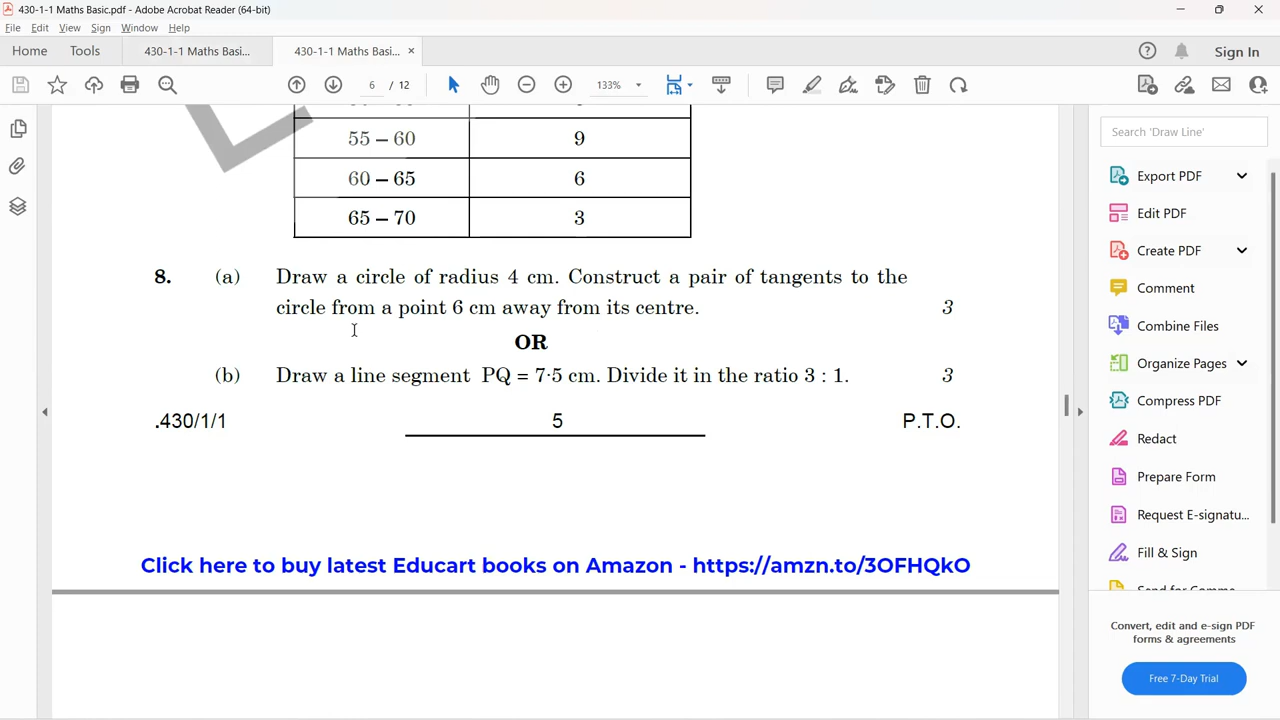 430-1-1 Maths Basic.pdf - Adobe Acrobat Reader (64-bit)
File Edit View Sign Window Help
Home Tools 430-1-1 Maths Basi... 430-1-1 Maths Basi... × Sign In
6 / 12 133%
55 – 60 9
60 – 65 6
65 – 70 3
8. (a) Draw a circle of radius 4 cm. Construct a pair of tangents to the
circle from a point 6 cm away from its centre. 3
OR
(b) Draw a line segment PQ = 7·5 cm. Divide it in the ratio 3 : 1. 3
.430/1/1 5 P.T.O.
Click here to buy latest Educart books on Amazon - https://amzn.to/3OFHQkO
Search 'Draw Line'
Export PDF
Edit PDF
Create PDF
Comment
Combine Files
Organize Pages
Compress PDF
Redact
Prepare Form
Request E-signatu...
Fill & Sign
Send for Comme...
Convert, edit and e-sign PDF
forms & agreements
Free 7-Day Trial